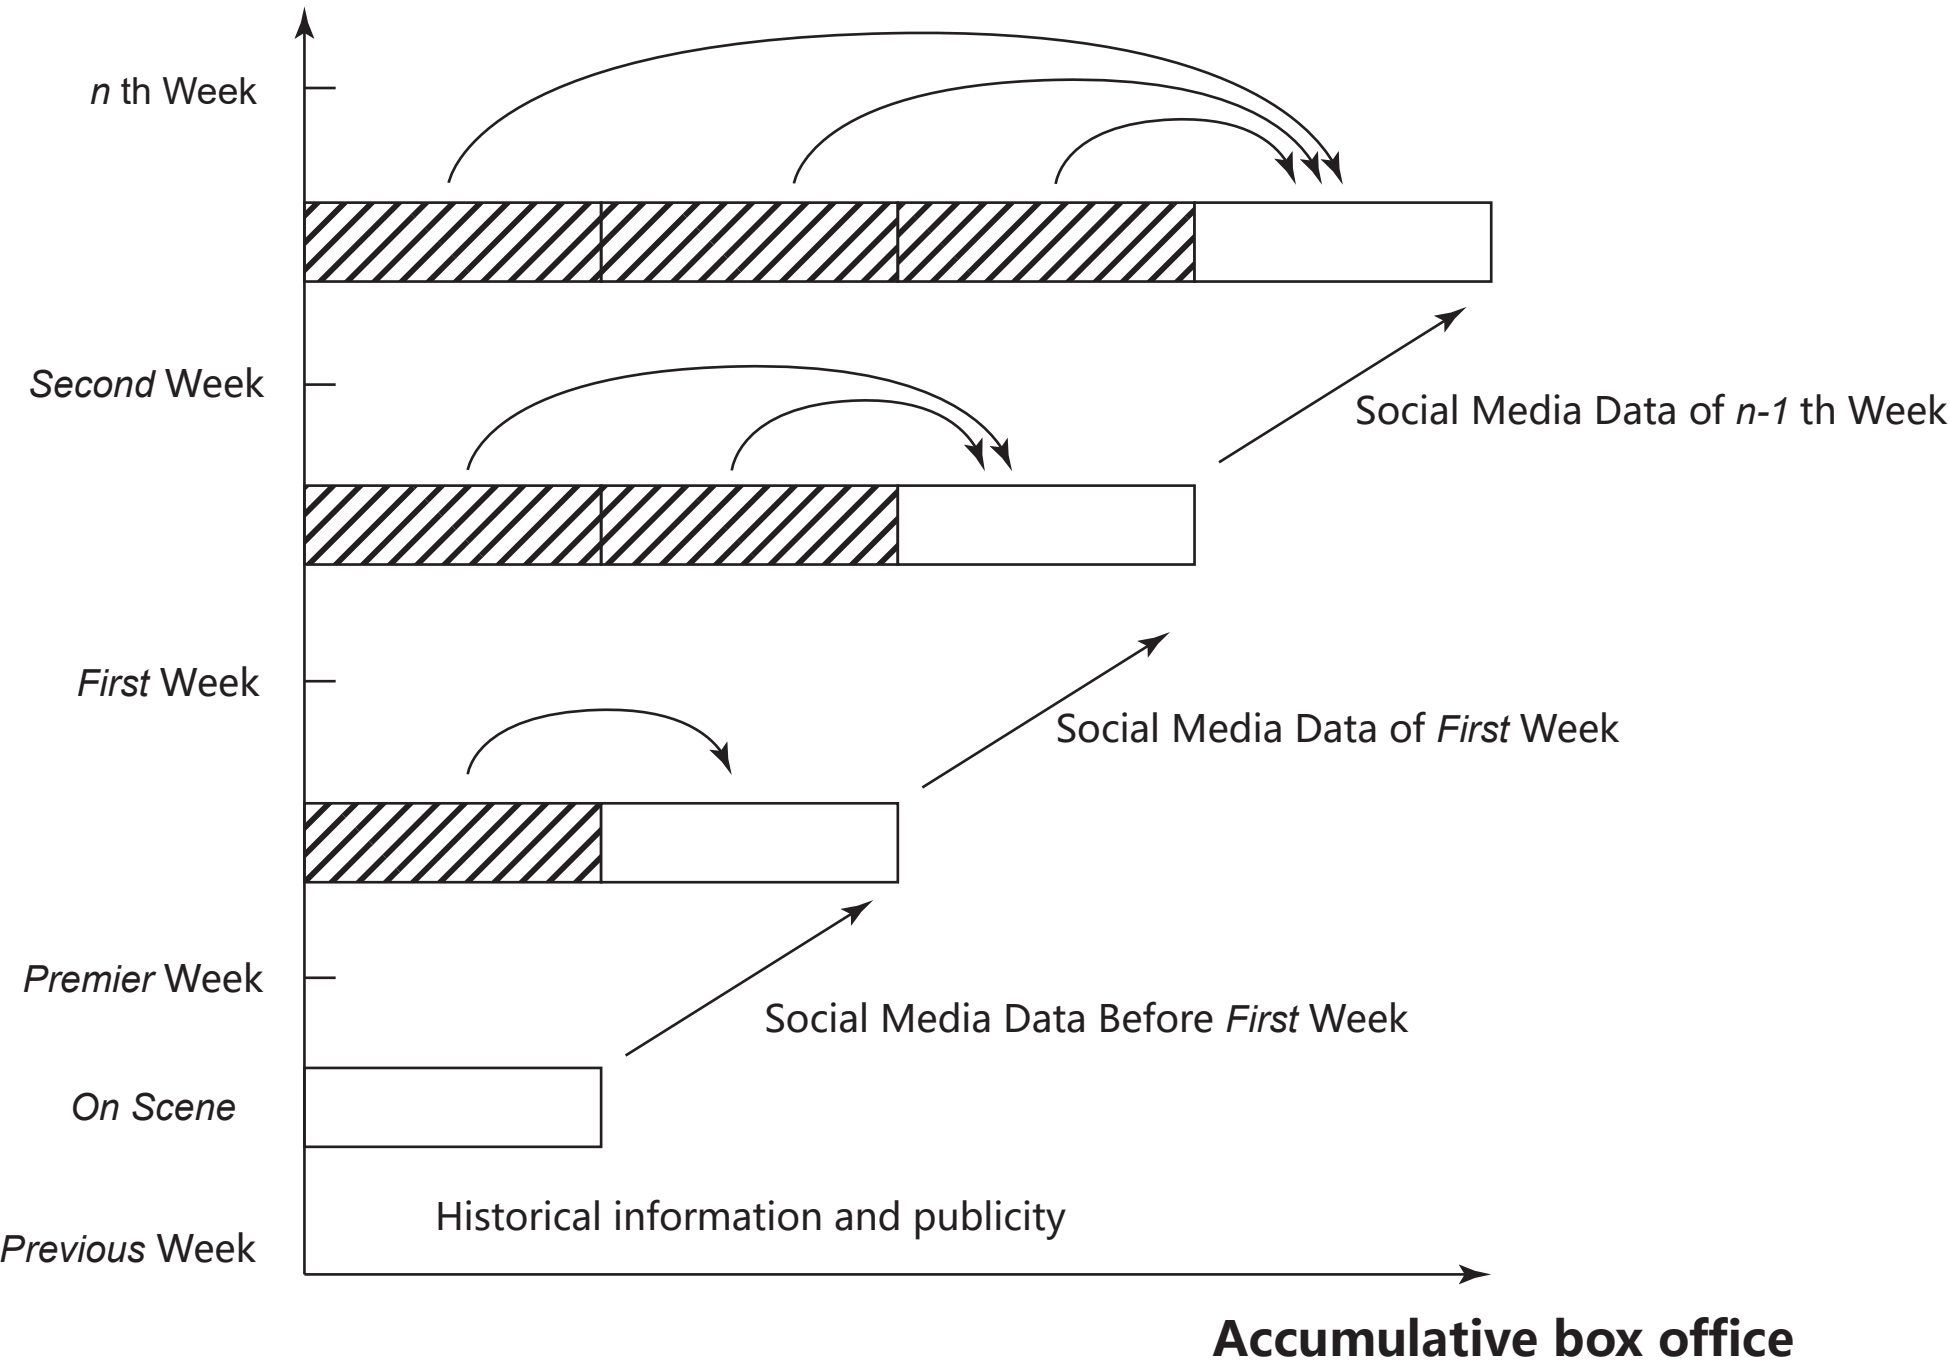 n th Week
Second Week
Social Media Data of n-1 th Week
First Week
Social Media Data of First Week
Premier Week
Social Media Data Before First Week
On Scene
Historical information and publicity
Previous Week
Accumulative box office